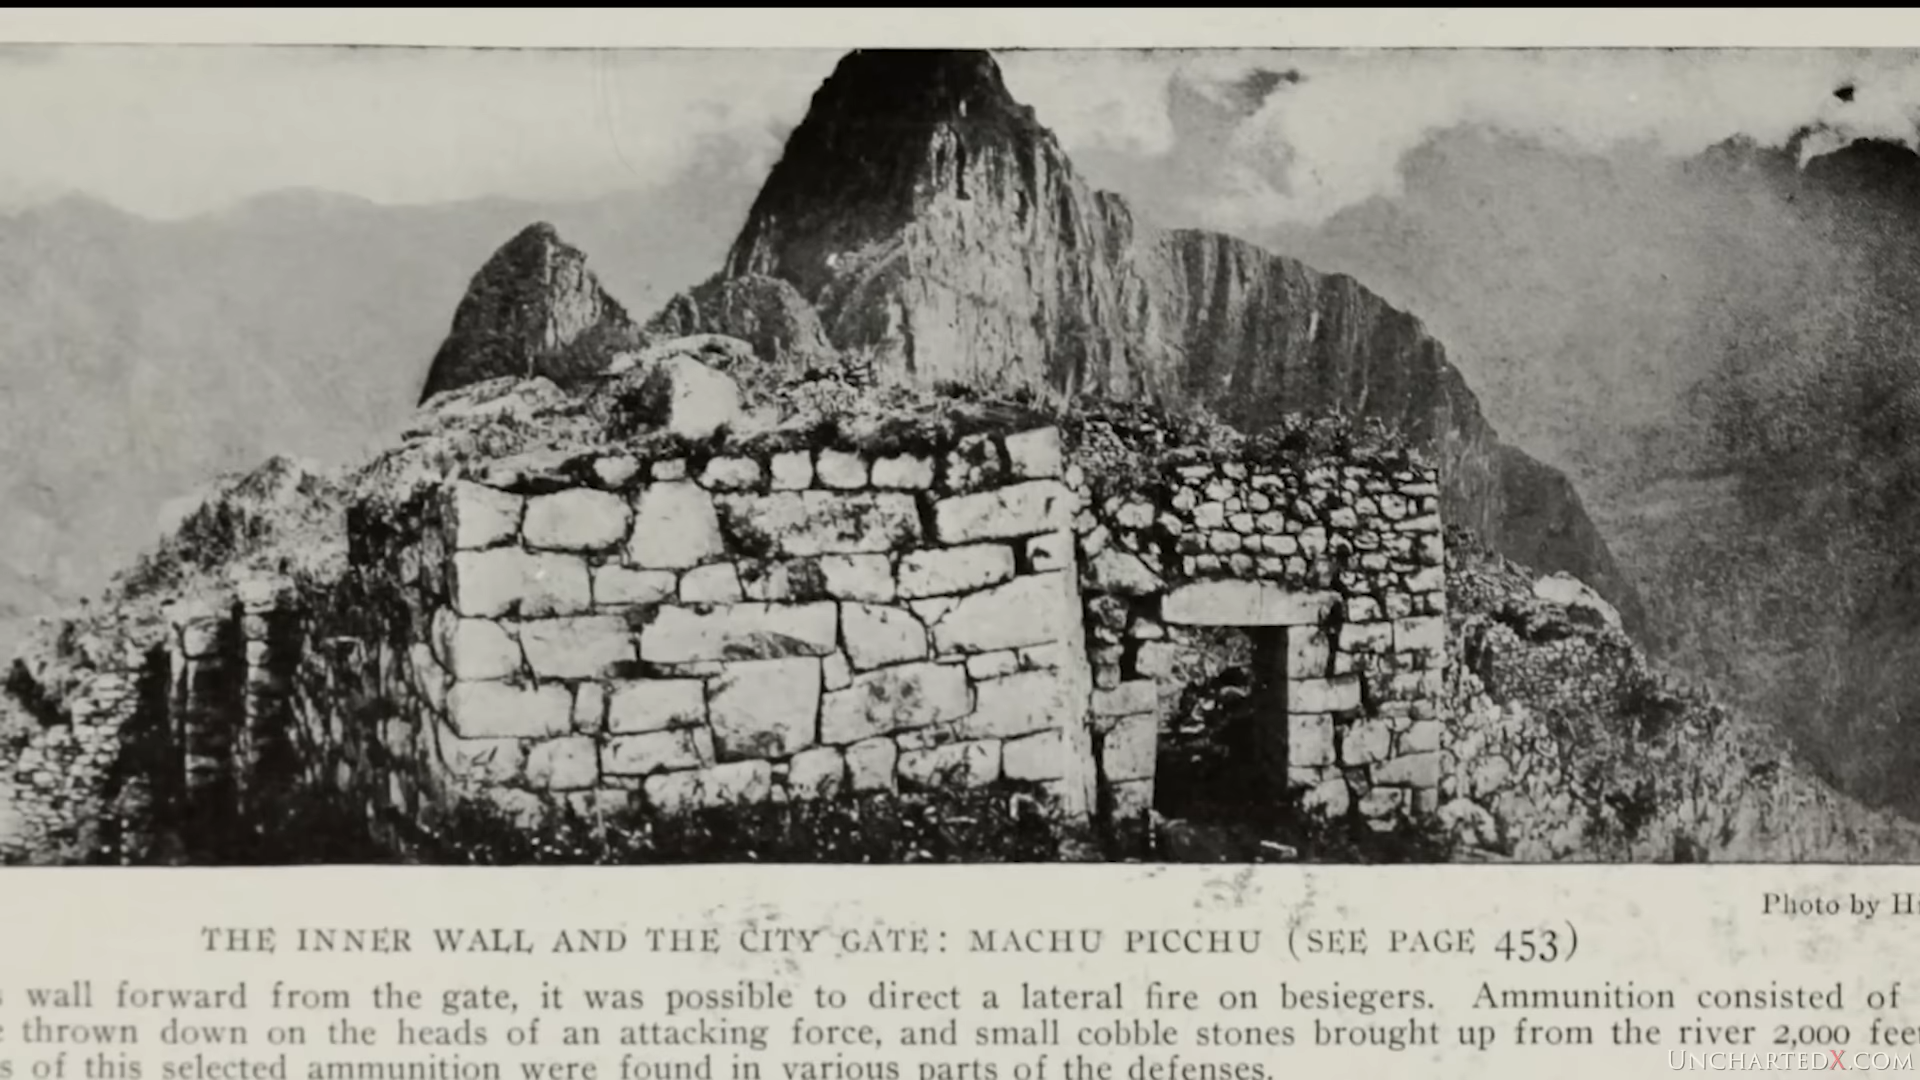 Photo by H
THE INNER WALL AND THE CITY GATE: MACHU PICCHU (SEE PAGE 453)
wall forward from the gate, it was possible to direct a lateral fire on besiegers. Ammunition consisted of
thrown down on the heads of an attacking force, and small cobble stones brought up from the river 2,000 fee
s of this selected ammunition were found in various parts of the defenses.
UNCHARTEDX.COM